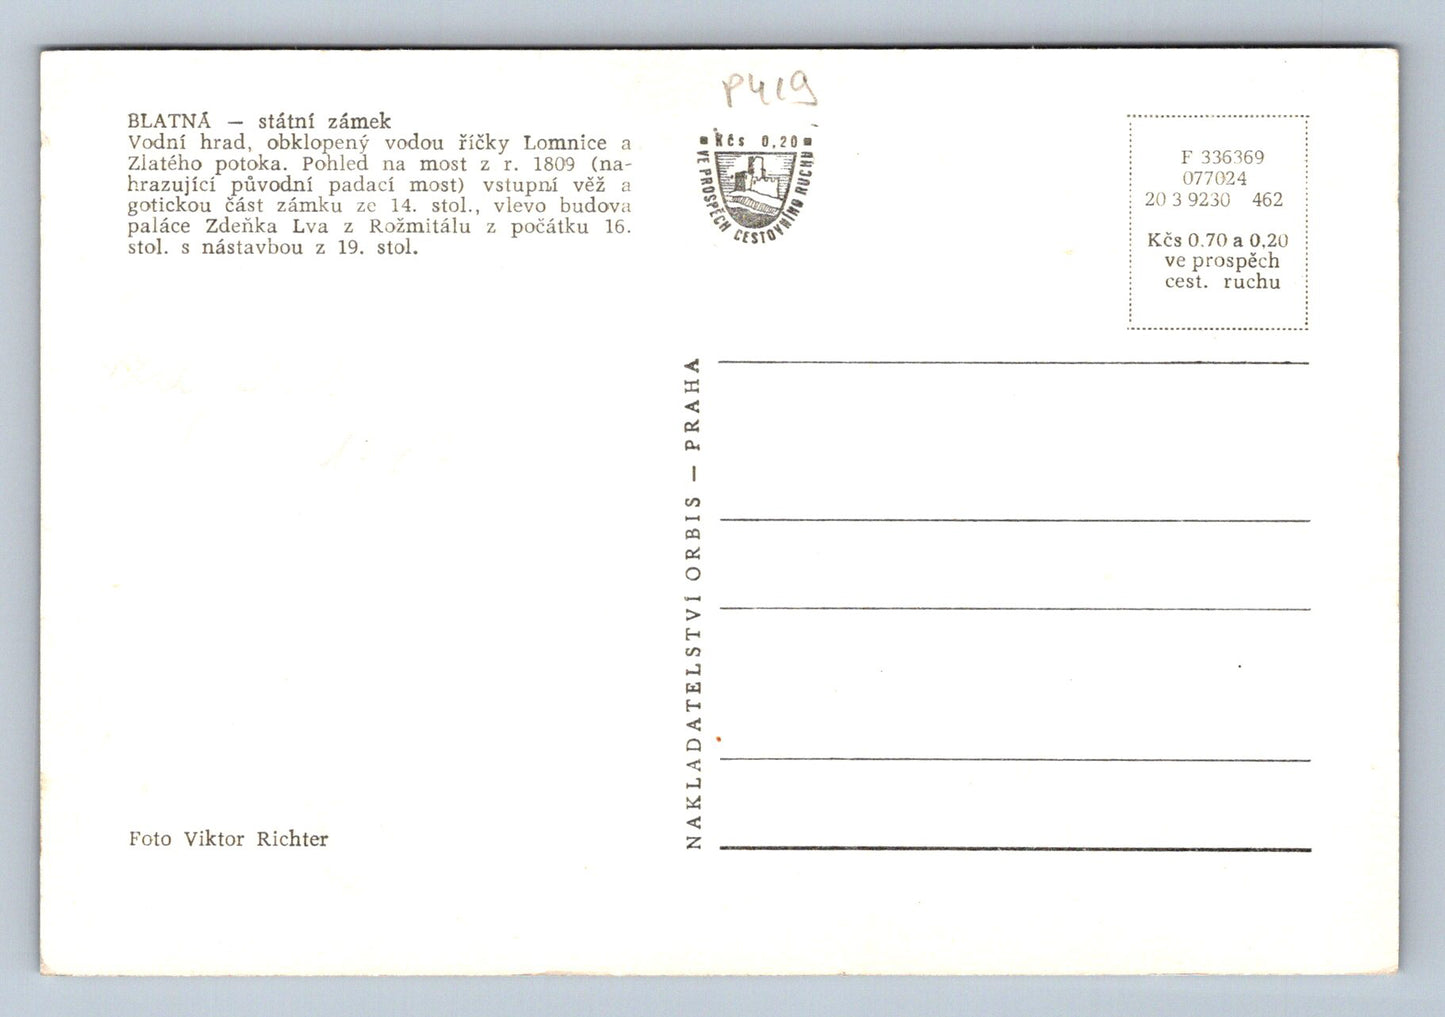 P419
BLATNÁ — státní zámek
Vodní hrad, obklopený vodou říčky Lomnice a
Zlatého potoka. Pohled na most z r. 1809 (na-
hrazující původní padací most) vstupní věž a
gotickou část zámku ze 14. stol., vlevo budova
paláce Zdeňka Lva z Rožmitálu z počátku 16.
stol. s nástavbou z 19. stol.
Kčs 0,20
VE PROSPĚCH CESTOVNÍHO RUCHU
F 336369
077024
20 3 9230 462
Kčs 0.70 a 0,20
ve prospěch
cest. ruchu
NAKLADATELSTVÍ ORBIS — PRAHA
Foto Viktor Richter